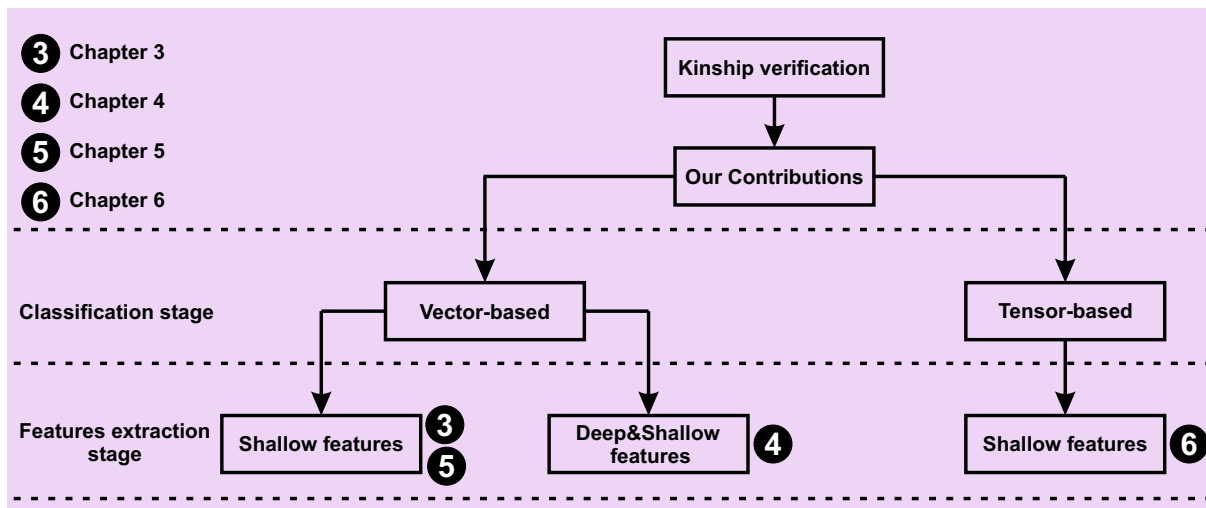 3 Chapter 3
4 Chapter 4
5 Chapter 5
6 Chapter 6
Kinship verification
Our Contributions
Classification stage
Vector-based
Tensor-based
Features extraction
stage
Shallow features
3
5
Deep&Shallow
features
4
Shallow features
6